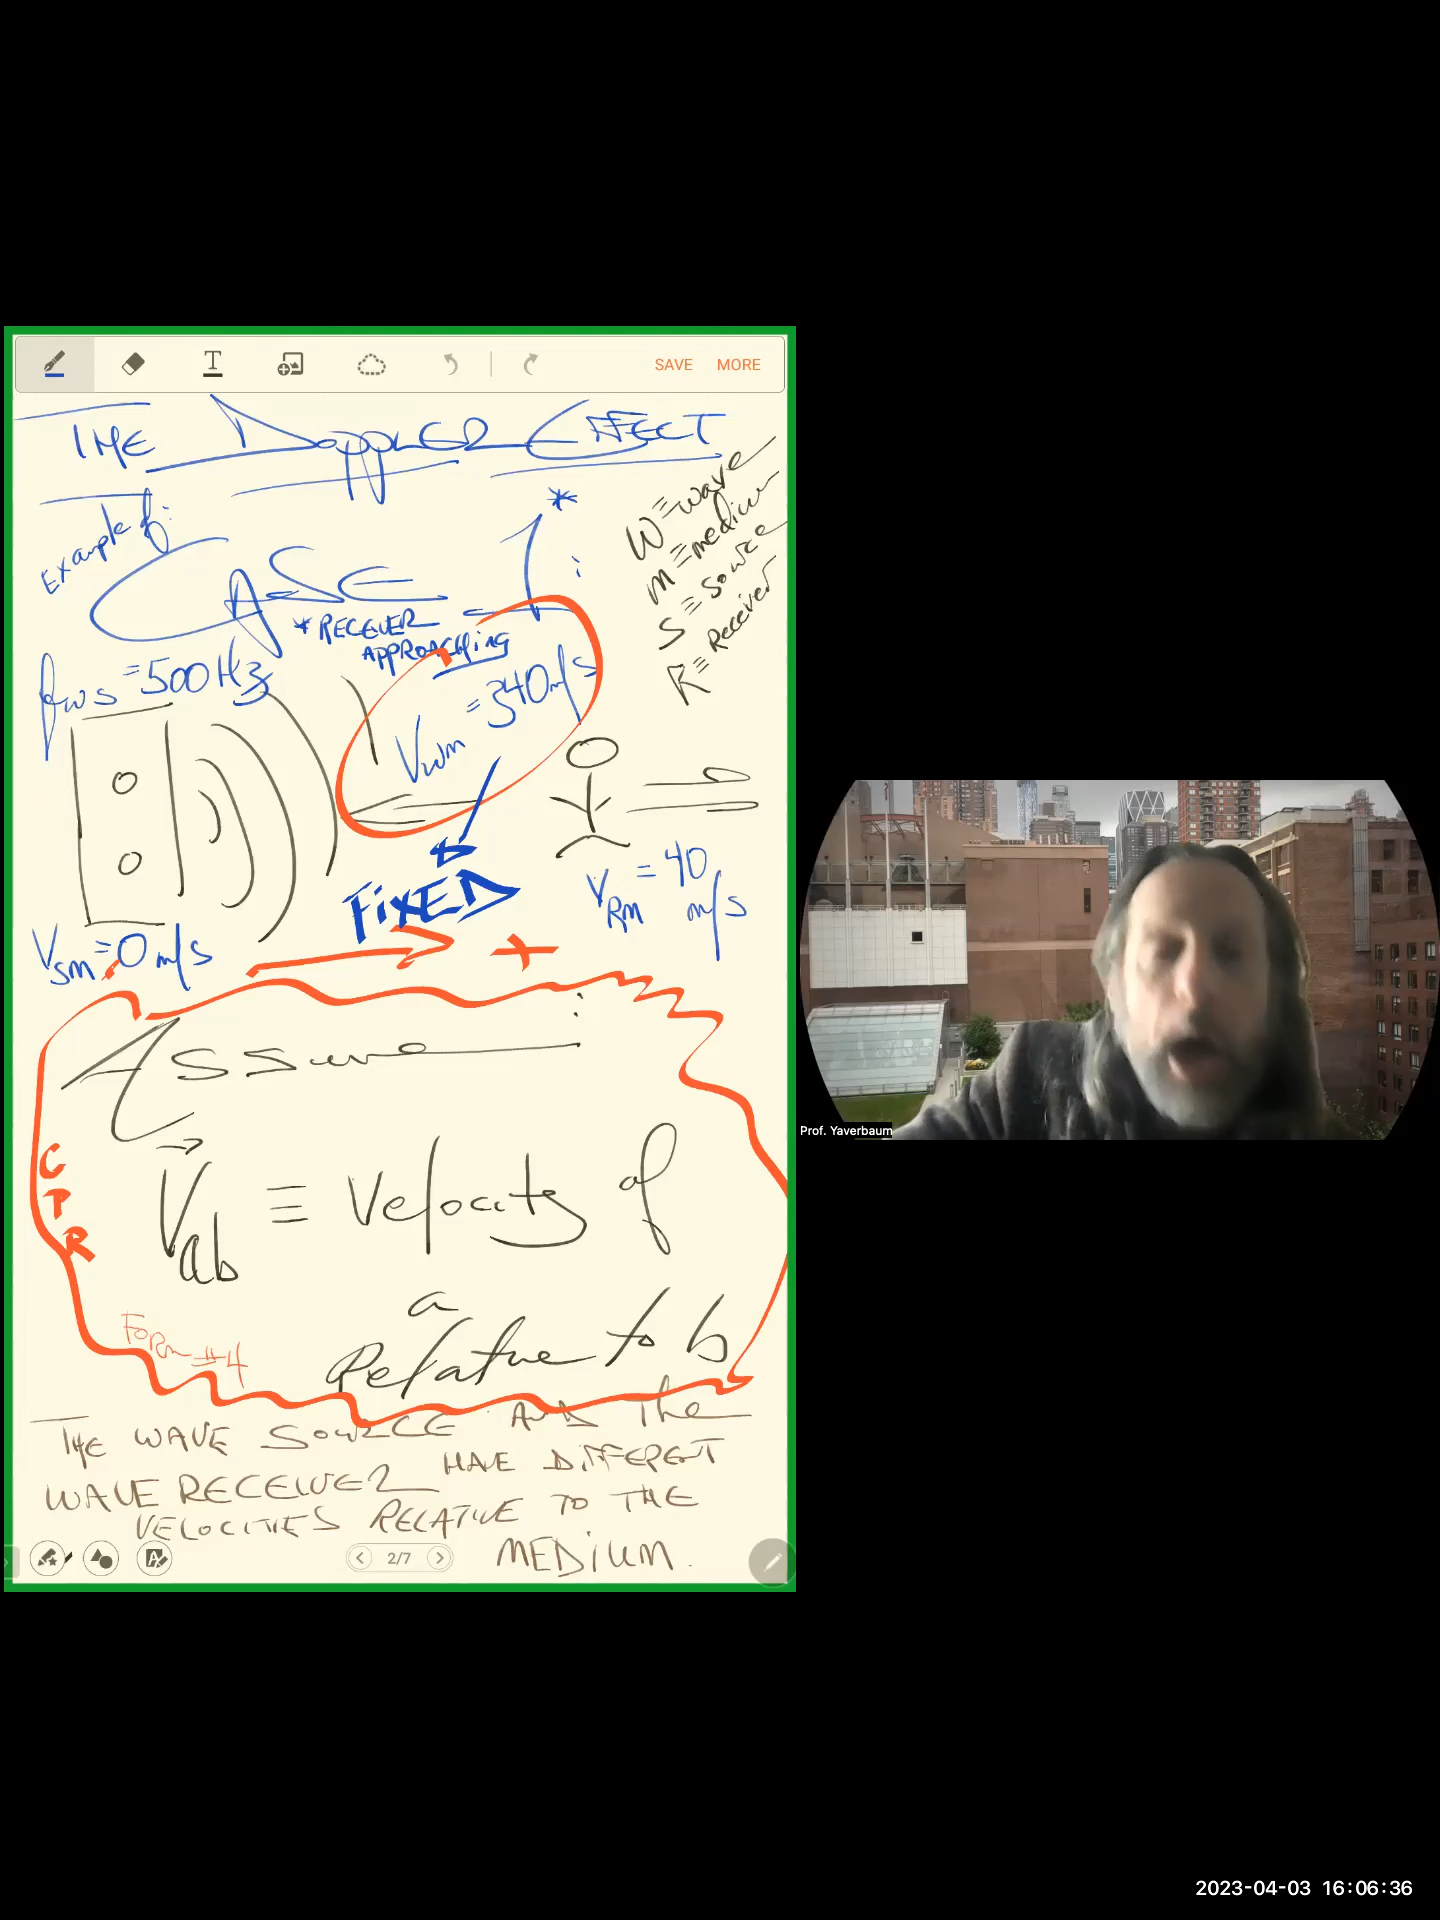 SAVE MORE
THE DOPPLER EFFECT
Example of:
CASE 1* :
* RECEIVER
APPROACHING
W ≡ wave
m ≡ medium
S ≡ Source
R ≡ Receiver
fws = 500 Hz
Vwm = 340 m/s
FIXED
VRm = 40 m/s
Vsm = 0 m/s
+
Assume :
CPR
Vab ≡ Velocity of
a
Relative to b
Form #4
THE WAVE SOURCE AND The
WAVE RECEIVER HAVE DIFFERENT
VELOCITIES RELATIVE TO THE
MEDIUM.
2/7
Prof. Yaverbaum
2023-04-03 16:06:36